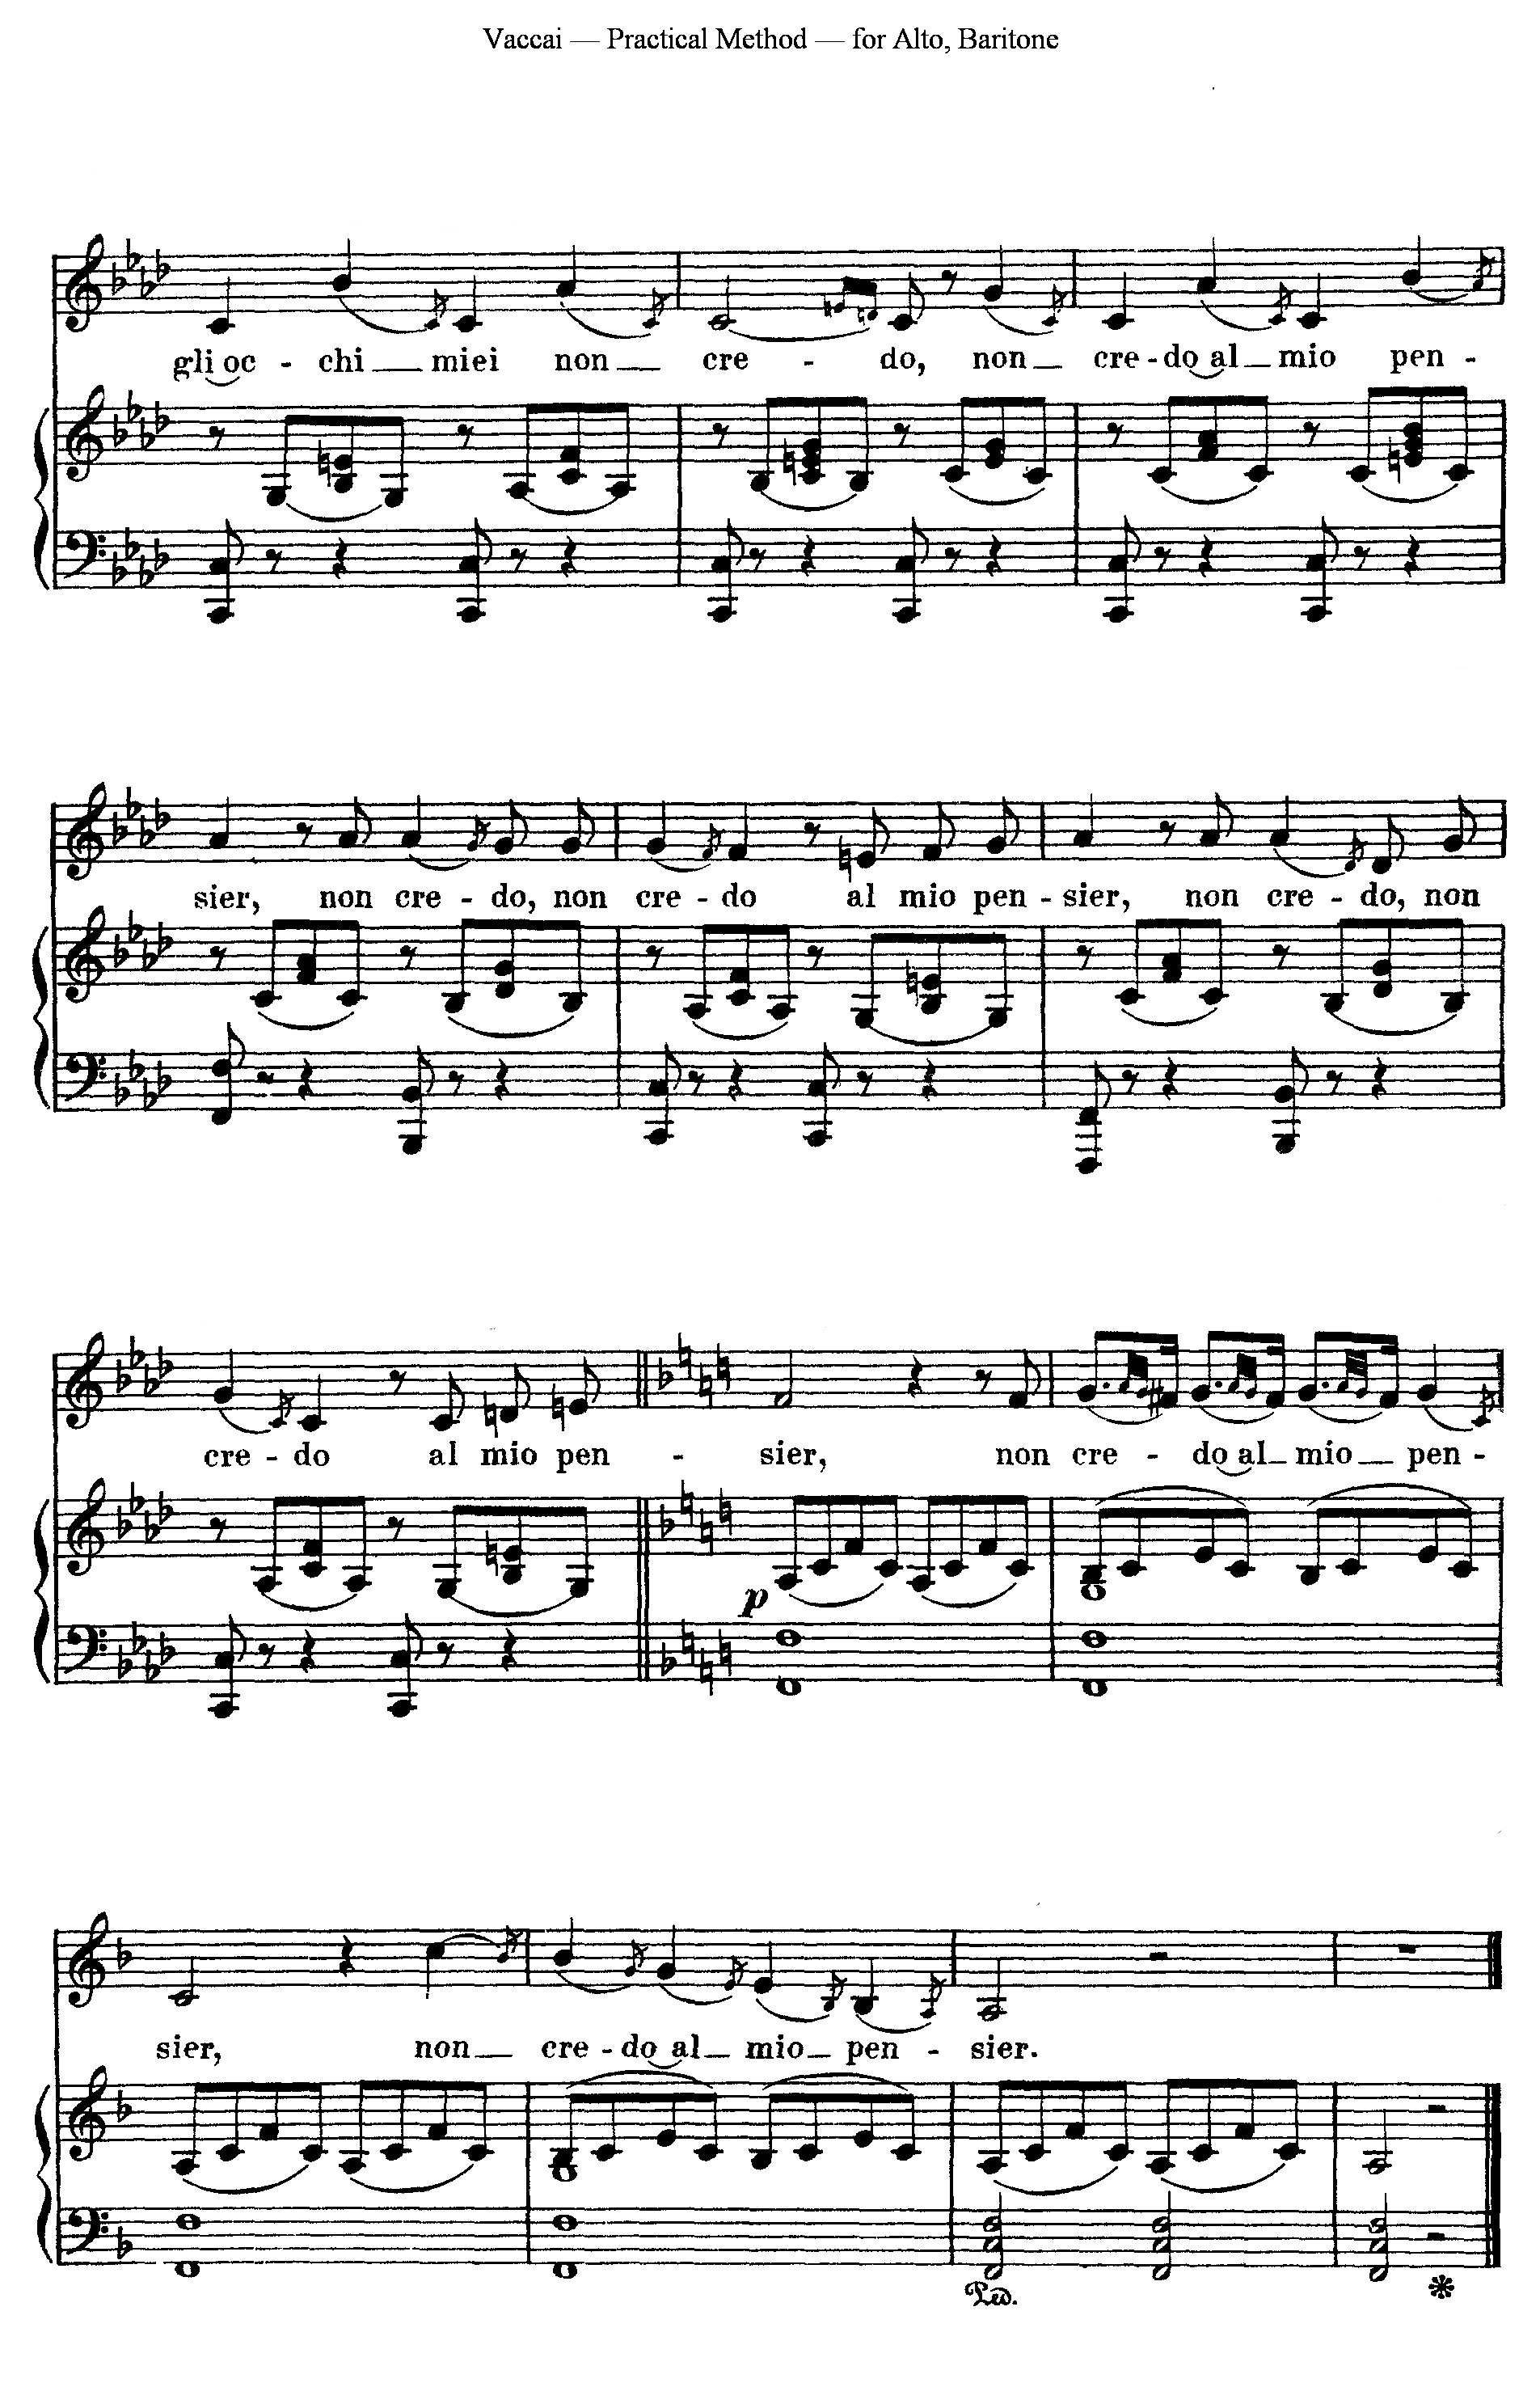 Vaccai — Practical Method — for Alto, Baritone
gli oc - chi miei non cre - do, non cre - do al mio pen -
sier, non cre - do, non cre - do al mio pen - sier, non cre - do, non
cre - do al mio pen - sier, non cre - do al mio pen -
p
sier, non cre - do al mio pen - sier.
Ped.